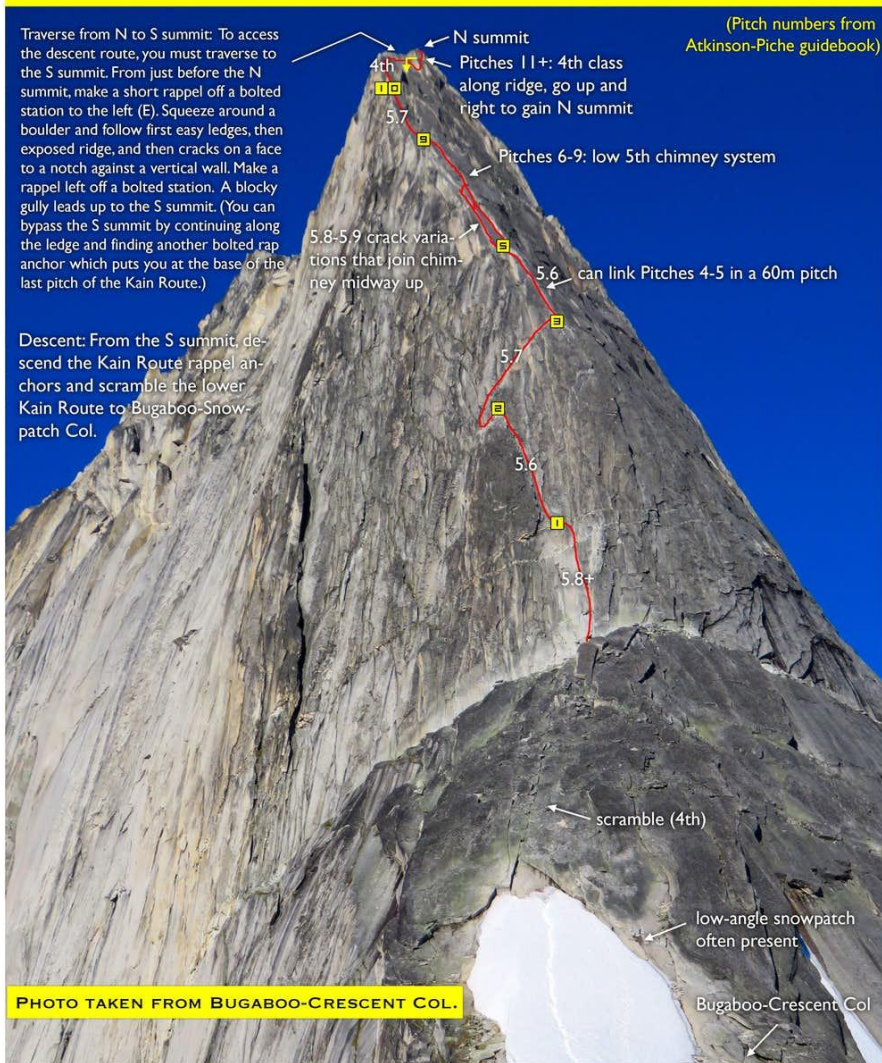 (Pitch numbers from
Atkinson-Piche guidebook)
Traverse from N to S summit: To access
the descent route, you must traverse to
the S summit. From just before the N
summit, make a short rappel off a bolted
station to the left (E). Squeeze around a
boulder and follow first easy ledges, then
exposed ridge, and then cracks on a face
to a notch against a vertical wall. Make a
rappel left off a bolted station. A blocky
gully leads up to the S summit. (You can
bypass the S summit by continuing along
the ledge and finding another bolted rap
anchor which puts you at the base of the
last pitch of the Kain Route.)
N summit
4th
Pitches 11+: 4th class
along ridge, go up and
right to gain N summit
10
5.7
9
Pitches 6-9: low 5th chimney system
5.8-5.9 crack varia-
tions that join chim-
ney midway up
5
5.6
can link Pitches 4-5 in a 60m pitch
3
Descent: From the S summit, de-
scend the Kain Route rappel an-
chors and scramble the lower
Kain Route to Bugaboo-Snow-
patch Col.
5.7
2
5.6
1
5.8+
scramble (4th)
low-angle snowpatch
often present
Bugaboo-Crescent Col
PHOTO TAKEN FROM BUGABOO-CRESCENT COL.